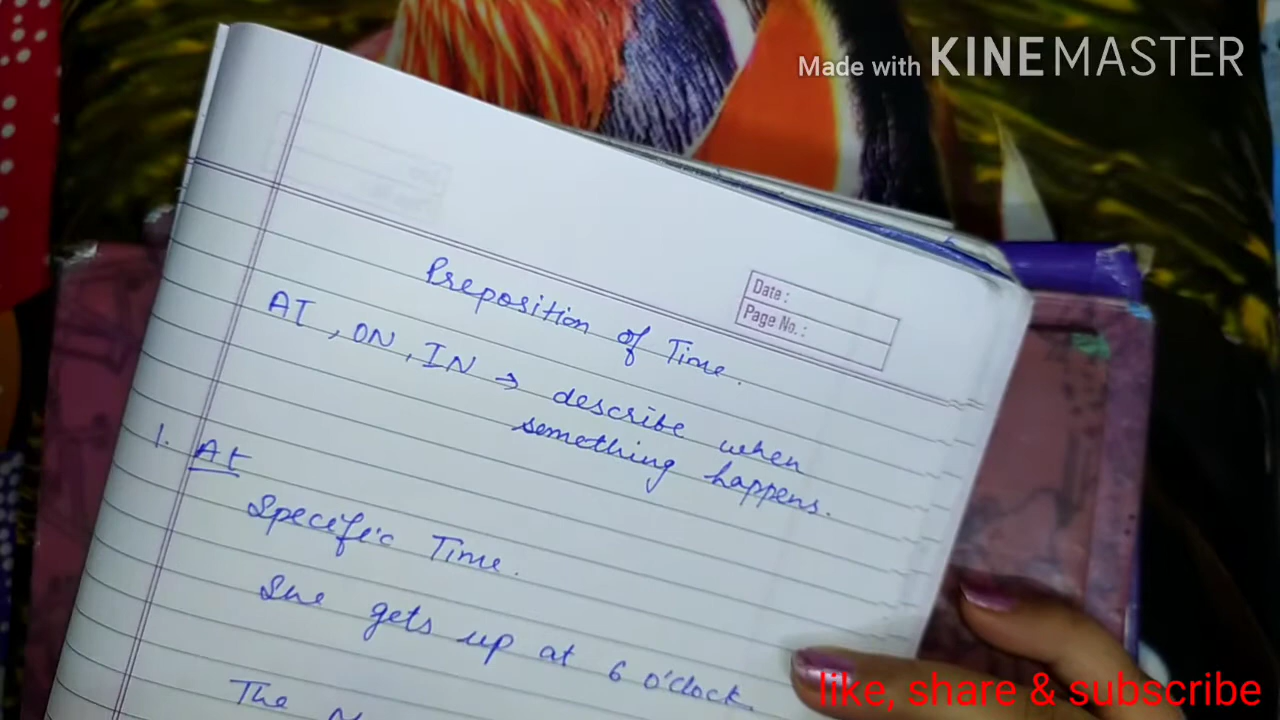 Made with KINEMASTER
Date :
Page No. :
Preposition of Time.
AT, ON, IN → describe when
something happens.
1. At
Specific Time.
She gets up at 6 o'clock.
The
like, share & subscribe